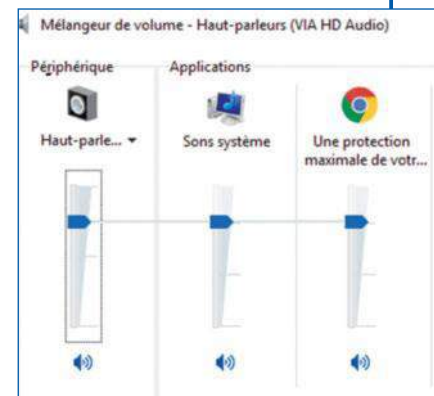 Mélangeur de volume - Haut-parleurs (VIA HD Audio)
Périphérique
Applications
Haut-parle...
Sons système
Une protection
maximale de votr...